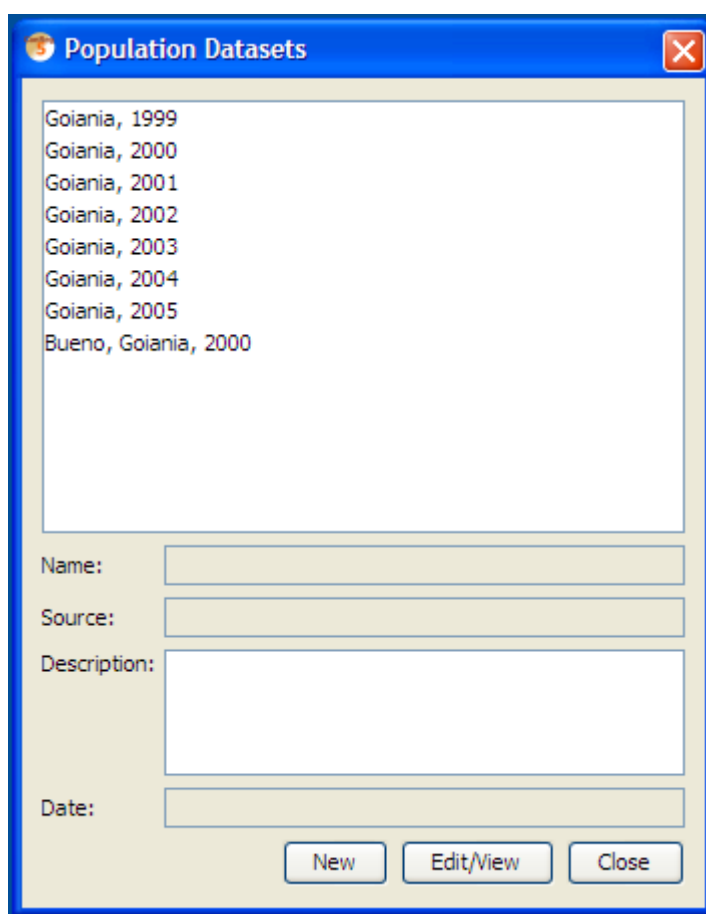 Population Datasets
Goiania, 1999
Goiania, 2000
Goiania, 2001
Goiania, 2002
Goiania, 2003
Goiania, 2004
Goiania, 2005
Bueno, Goiania, 2000
Name:
Source:
Description:
Date:
New Edit/View Close